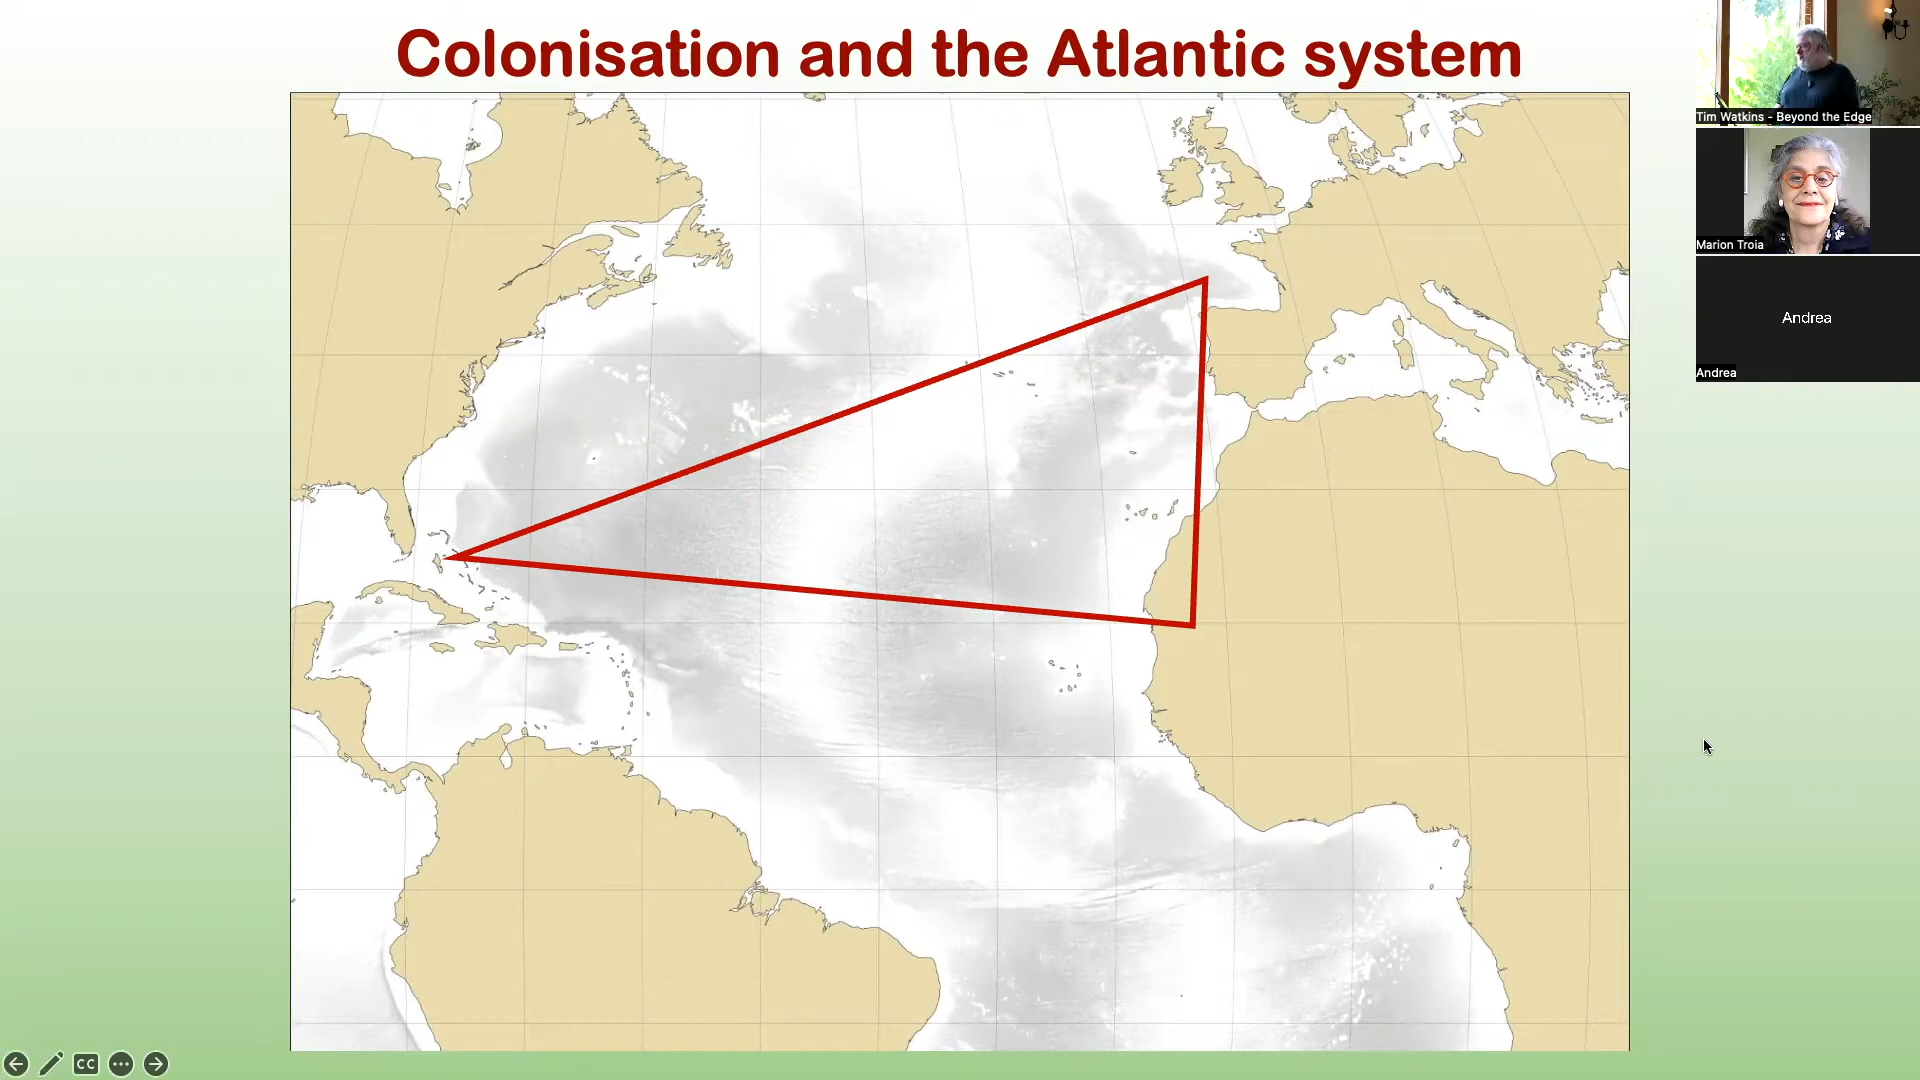 Colonisation and the Atlantic system
Tim Watkins - Beyond the Edge
Marion Troia
Andrea
Andrea
CC